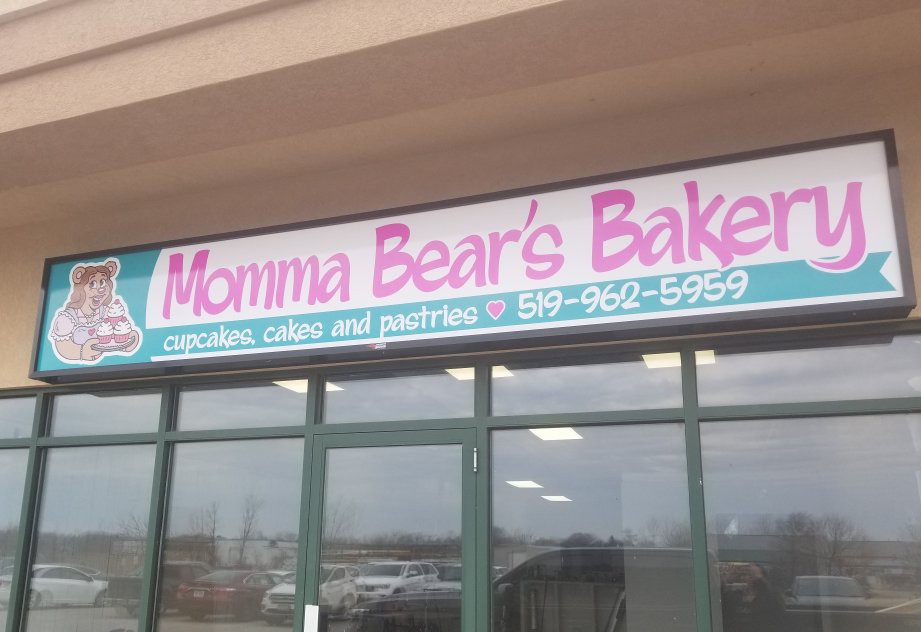 Momma Bear's Bakery
cupcakes, cakes and pastries ♥ 519-962-5959